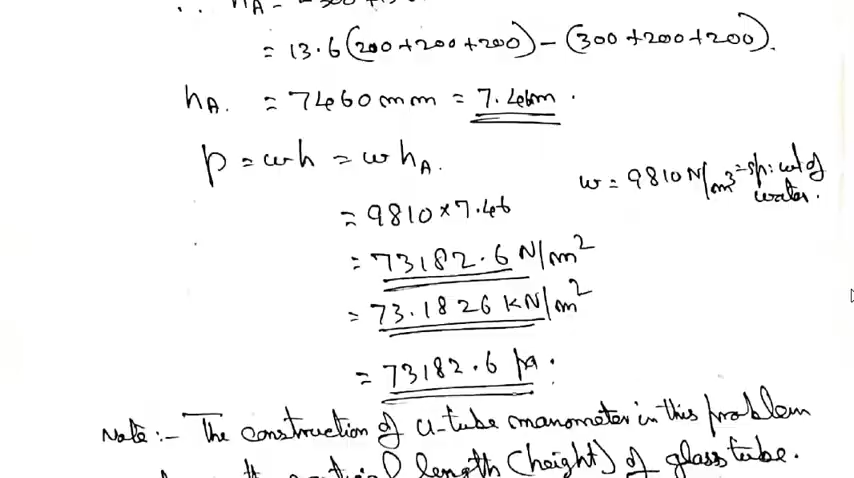 ∴ hA =
= 13.6(200+200+200) - (300+200+200).
hA. = 7460mm = 7.46m.
p = wh = w hA.
w = 9810 N/m³ = sp: wt of water.
= 9810×7.46
= 73182.6 N/m²
= 73.1826 KN/m²
= 73182.6 pa.
Note:- The construction of U-tube manometer in this problem
length (height) of glass tube.